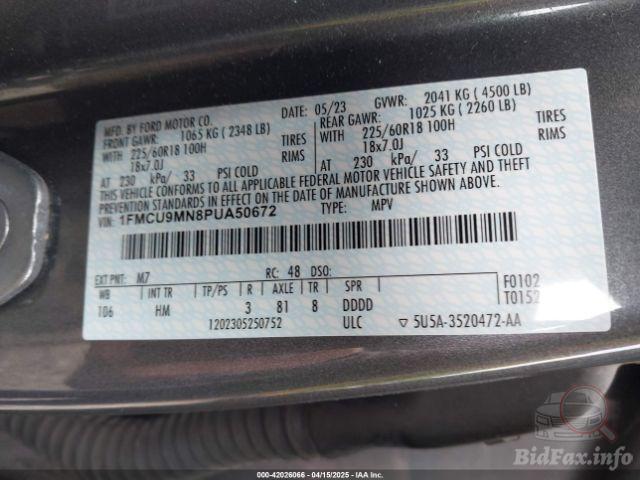 MFD. BY FORD MOTOR CO. DATE: 05/23 GVWR: 2041 KG ( 4500 LB)
FRONT GAWR: 1065 KG ( 2348 LB) REAR GAWR: 1025 KG ( 2260 LB)
WITH 225/60R18 100H TIRES WITH 225/60R18 100H TIRES
18x7.0J RIMS 18x7.0J RIMS
AT 230 kPa/ 33 PSI COLD AT 230 kPa/ 33 PSI COLD
THIS VEHICLE CONFORMS TO ALL APPLICABLE FEDERAL MOTOR VEHICLE SAFETY AND THEFT
PREVENTION STANDARDS IN EFFECT ON THE DATE OF MANUFACTURE SHOWN ABOVE.
VIN: 1FMCU9MN8PUA50672 TYPE: MPV
EXT PNT: M7 RC: 48 DSO: F0102
WB INT TR TP/PS R AXLE TR SPR T0152
106 HM 3 81 8 DDDD
1202305250752 ULC ▽ 5U5A-3520472-AA
BidFax.info
000-42026066 - 04/15/2025 - IAA Inc.